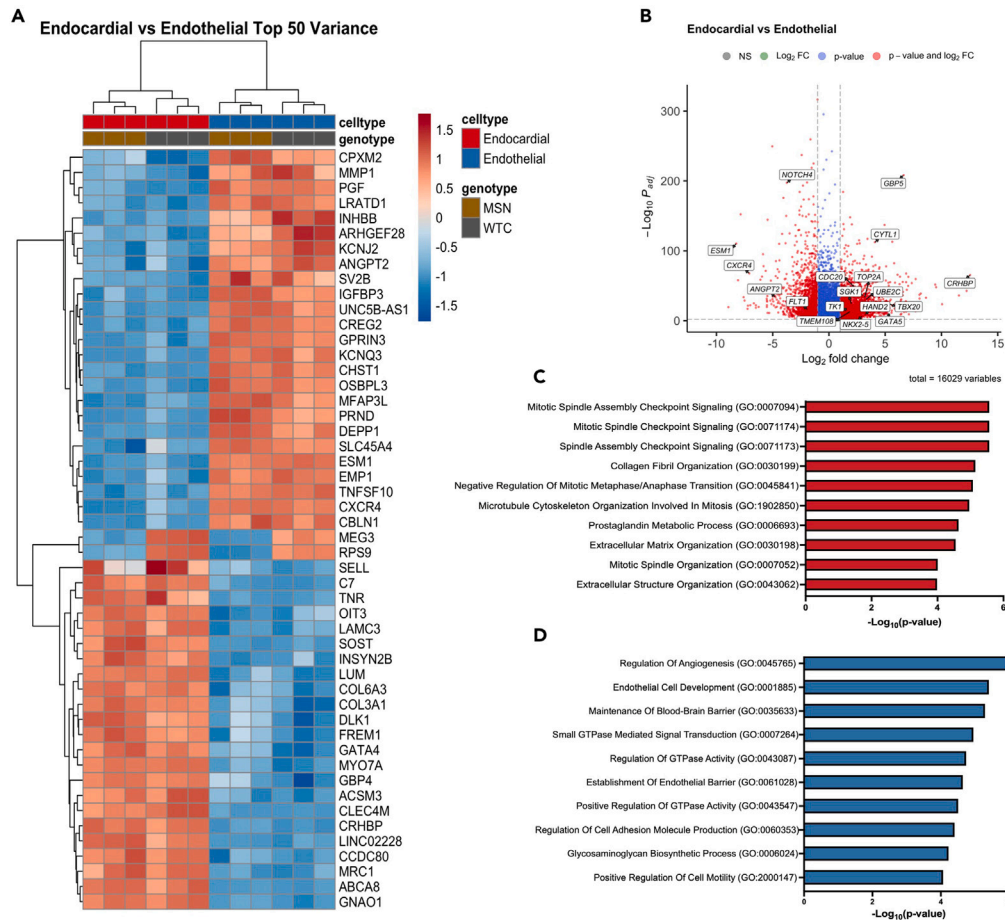 A
Endocardial vs Endothelial Top 50 Variance
celltype
genotype
CPXM2
MMP1
PGF
LRATD1
INHBB
ARHGEF28
KCNJ2
ANGPT2
SV2B
IGFBP3
UNC5B-AS1
CREG2
GPRIN3
KCNQ3
CHST1
OSBPL3
MFAP3L
PRND
DEPP1
SLC45A4
ESM1
EMP1
TNFSF10
CXCR4
CBLN1
MEG3
RPS9
SELL
C7
TNR
OIT3
LAMC3
SOST
INSYN2B
LUM
COL6A3
COL3A1
DLK1
FREM1
GATA4
MYO7A
GBP4
ACSM3
CLEC4M
CRHBP
LINC02228
CCDC80
MRC1
ABCA8
GNAO1
1.5
1
0.5
0
-0.5
-1
-1.5
celltype
Endocardial
Endothelial
genotype
MSN
WTC
B
Endocardial vs Endothelial
NS
Log2 FC
p-value
p – value and log2 FC
– Log10 Padj
300
200
100
0
NOTCH4
GBP5
CYTL1
ESM1
CXCR4
CDC20
TOP2A
CRHBP
ANGPT2
SGK1
UBE2C
FLT1
TK1
HAND2
TBX20
TMEM108
NKX2-5
GATA5
-10
-5
0
5
10
15
Log2 fold change
total = 16029 variables
C
Mitotic Spindle Assembly Checkpoint Signaling (GO:0007094)
Mitotic Spindle Checkpoint Signaling (GO:0071174)
Spindle Assembly Checkpoint Signaling (GO:0071173)
Collagen Fibril Organization (GO:0030199)
Negative Regulation Of Mitotic Metaphase/Anaphase Transition (GO:0045841)
Microtubule Cytoskeleton Organization Involved In Mitosis (GO:1902850)
Prostaglandin Metabolic Process (GO:0006693)
Extracellular Matrix Organization (GO:0030198)
Mitotic Spindle Organization (GO:0007052)
Extracellular Structure Organization (GO:0043062)
0
2
4
6
-Log10(p-value)
D
Regulation Of Angiogenesis (GO:0045765)
Endothelial Cell Development (GO:0001885)
Maintenance Of Blood-Brain Barrier (GO:0035633)
Small GTPase Mediated Signal Transduction (GO:0007264)
Regulation Of GTPase Activity (GO:0043087)
Establishment Of Endothelial Barrier (GO:0061028)
Positive Regulation Of GTPase Activity (GO:0043547)
Regulation Of Cell Adhesion Molecule Production (GO:0060353)
Glycosaminoglycan Biosynthetic Process (GO:0006024)
Positive Regulation Of Cell Motility (GO:2000147)
0
2
4
-Log10(p-value)